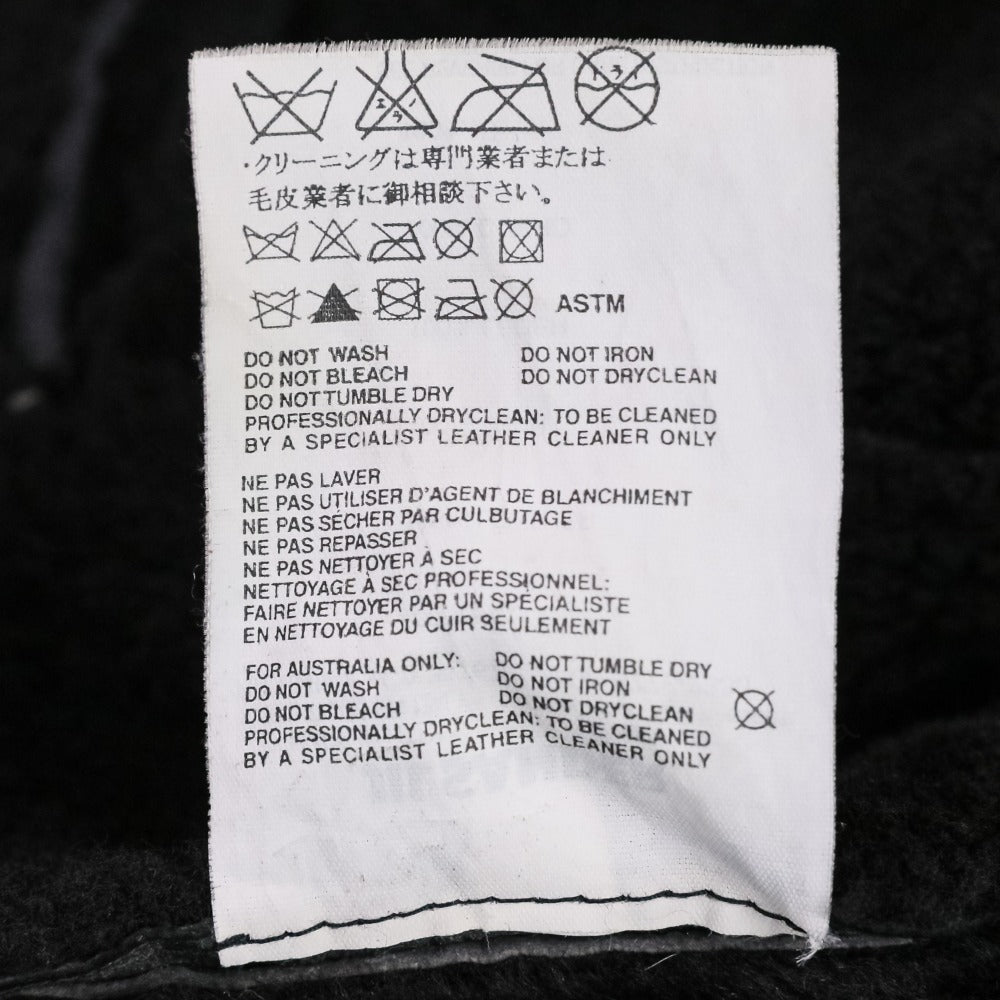 エンソ
ドライ
・クリーニングは専門業者または
毛皮業者に御相談下さい。
ASTM
DO NOT WASH DO NOT IRON
DO NOT BLEACH DO NOT DRYCLEAN
DO NOT TUMBLE DRY
PROFESSIONALLY DRYCLEAN: TO BE CLEANED
BY A SPECIALIST LEATHER CLEANER ONLY
NE PAS LAVER
NE PAS UTILISER D'AGENT DE BLANCHIMENT
NE PAS SÉCHER PAR CULBUTAGE
NE PAS REPASSER
NE PAS NETTOYER À SEC
NETTOYAGE À SEC PROFESSIONNEL:
FAIRE NETTOYER PAR UN SPÉCIALISTE
EN NETTOYAGE DU CUIR SEULEMENT
FOR AUSTRALIA ONLY: DO NOT TUMBLE DRY
DO NOT WASH DO NOT IRON
DO NOT BLEACH DO NOT DRYCLEAN
PROFESSIONALLY DRYCLEAN: TO BE CLEANED
BY A SPECIALIST LEATHER CLEANER ONLY